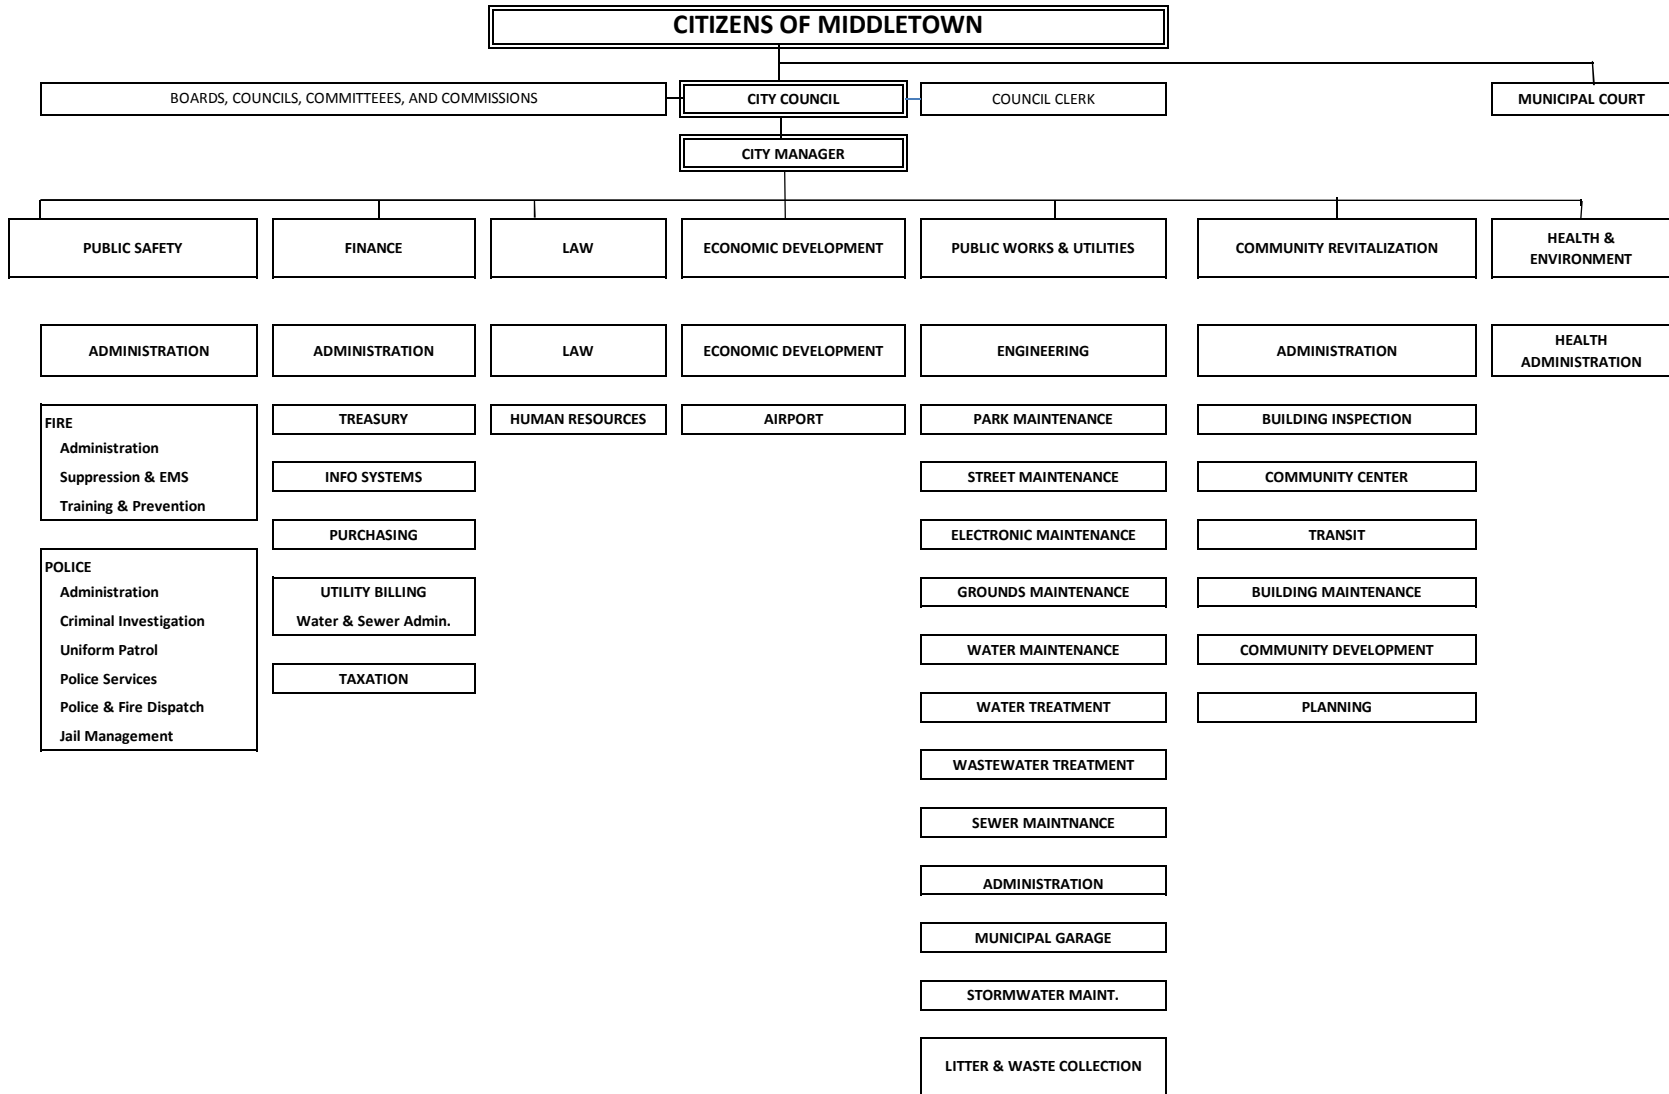 CITIZENS OF MIDDLETOWN
BOARDS, COUNCILS, COMMITTEEES, AND COMMISSIONS
CITY COUNCIL
COUNCIL CLERK
MUNICIPAL COURT
CITY MANAGER
PUBLIC SAFETY
FINANCE
LAW
ECONOMIC DEVELOPMENT
PUBLIC WORKS & UTILITIES
COMMUNITY REVITALIZATION
HEALTH &
ENVIRONMENT
ADMINISTRATION
ADMINISTRATION
LAW
ECONOMIC DEVELOPMENT
ENGINEERING
ADMINISTRATION
HEALTH
ADMINISTRATION
FIRE
Administration
Suppression & EMS
Training & Prevention
POLICE
Administration
Criminal Investigation
Uniform Patrol
Police Services
Police & Fire Dispatch
Jail Management
TREASURY
INFO SYSTEMS
PURCHASING
UTILITY BILLING
Water & Sewer Admin.
TAXATION
HUMAN RESOURCES
AIRPORT
PARK MAINTENANCE
STREET MAINTENANCE
ELECTRONIC MAINTENANCE
GROUNDS MAINTENANCE
WATER MAINTENANCE
WATER TREATMENT
WASTEWATER TREATMENT
SEWER MAINTNANCE
ADMINISTRATION
MUNICIPAL GARAGE
STORMWATER MAINT.
LITTER & WASTE COLLECTION
BUILDING INSPECTION
COMMUNITY CENTER
TRANSIT
BUILDING MAINTENANCE
COMMUNITY DEVELOPMENT
PLANNING